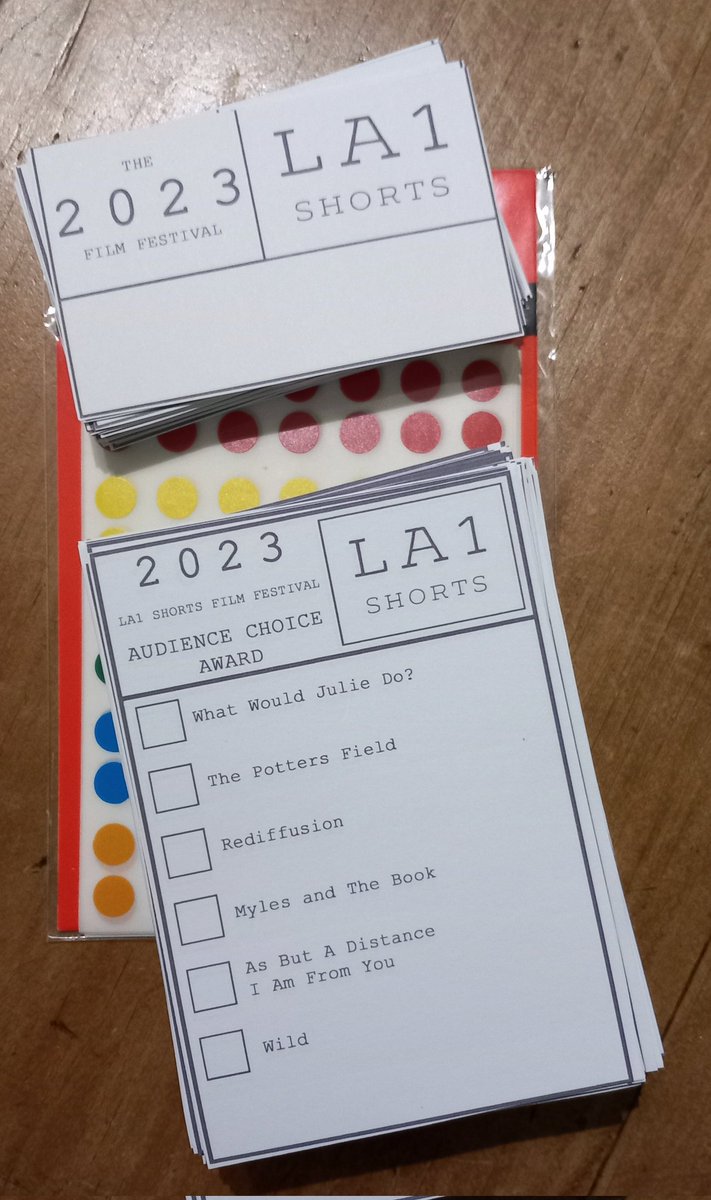 THE
2023
FILM FESTIVAL
LA1
SHORTS
2023
LA1 SHORTS FILM FESTIVAL
AUDIENCE CHOICE
AWARD
LA1
SHORTS
What Would Julie Do?
The Potters Field
Rediffusion
Myles and The Book
As But A Distance
I Am From You
Wild